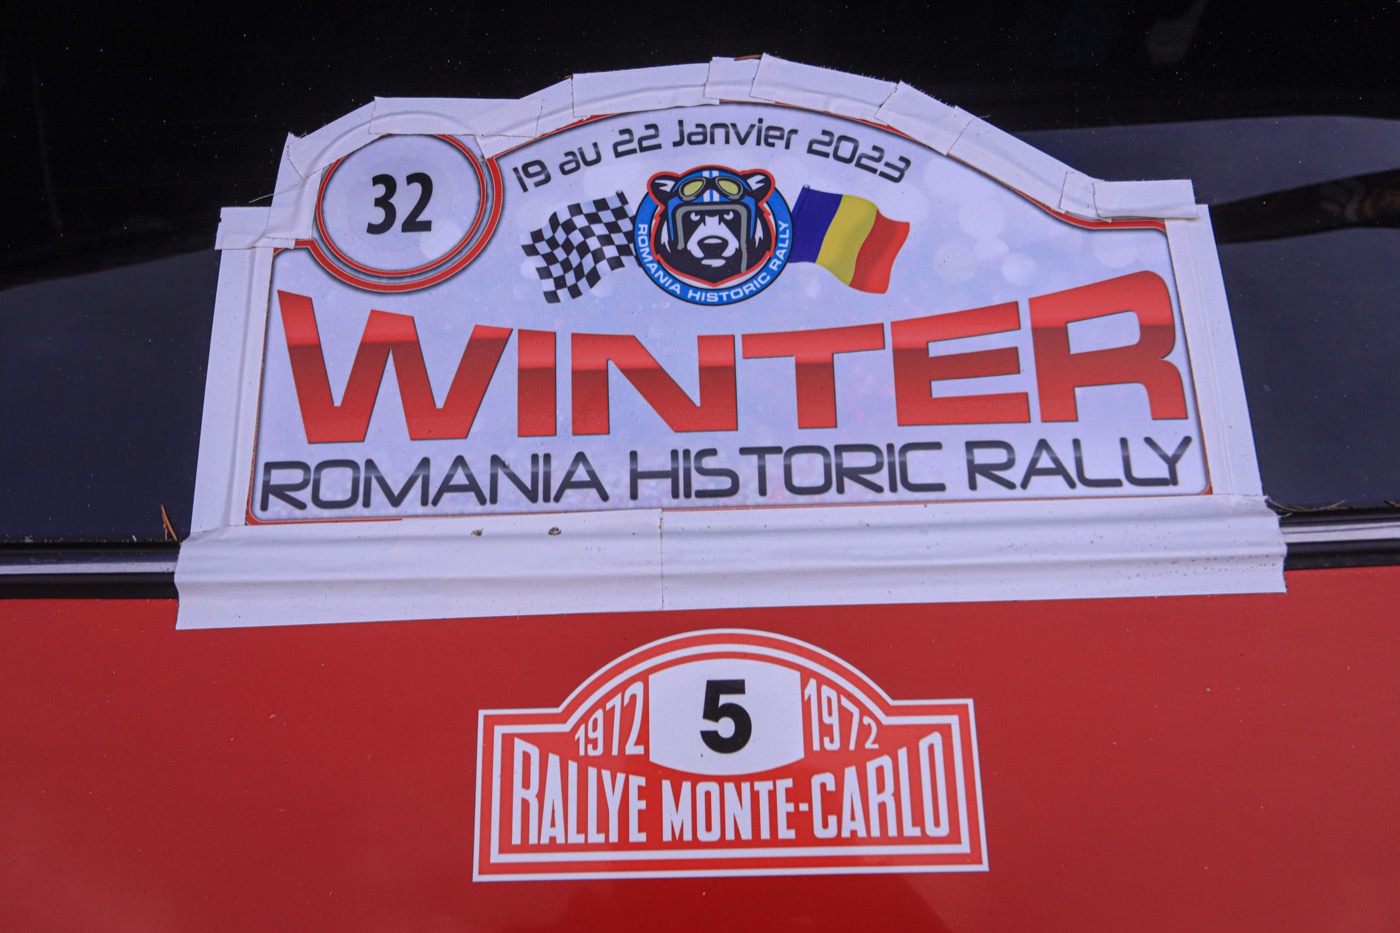 19 au 22 Janvier 2023
32
ROMANIA HISTORIC RALLY
WINTER
ROMANIA HISTORIC RALLY
1972 5 1972
RALLYE MONTE-CARLO